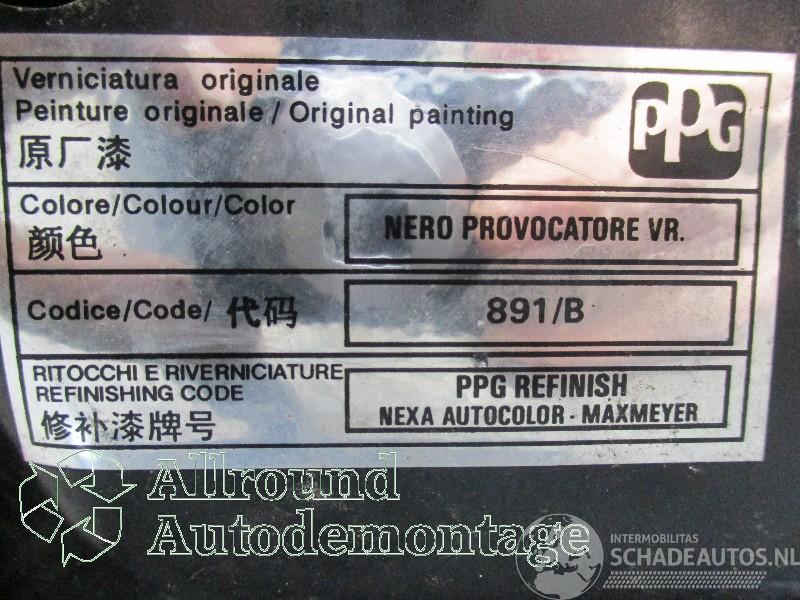 Verniciatura originale
Peinture originale / Original painting
原厂漆
PPG
Colore/Colour/Color
颜色
NERO PROVOCATORE VR.
Codice/Code/ 代码
891/B
RITOCCHI E RIVERNICIATURE
REFINISHING CODE
修补漆牌号
PPG REFINISH
NEXA AUTOCOLOR - MAXMEYER
Allround
Autodemontage
INTERMOBILITAS
SCHADEAUTOS.NL